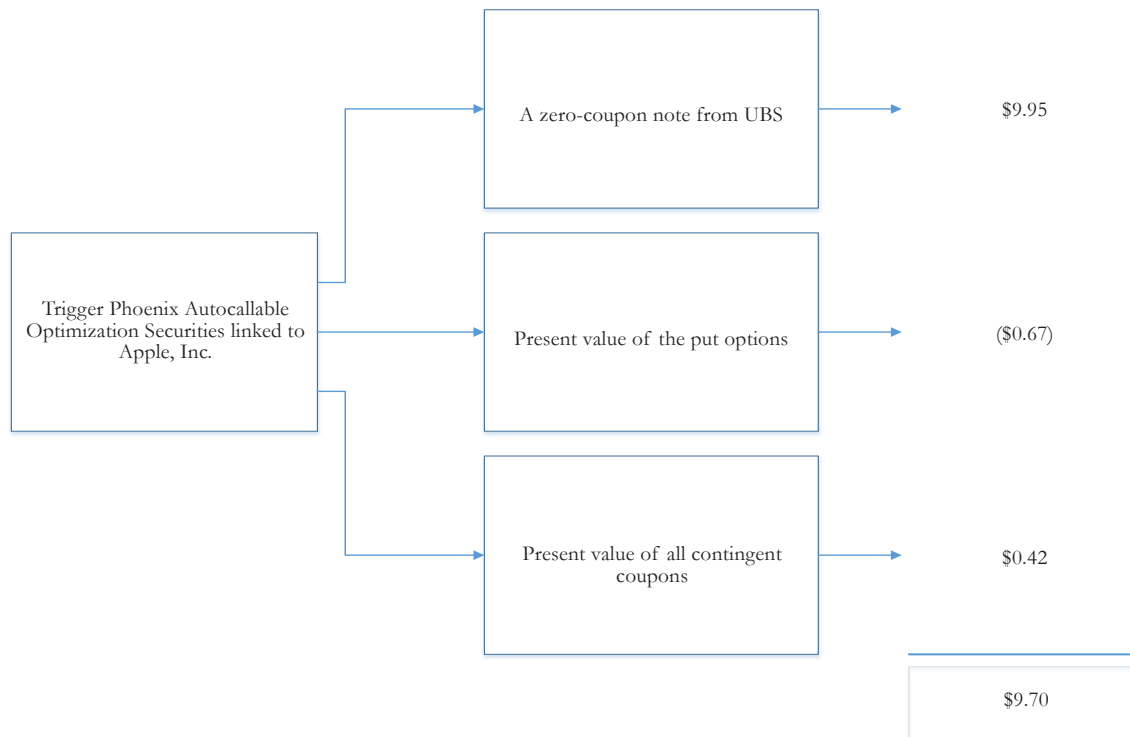 A zero-coupon note from UBS
$9.95
Trigger Phoenix Autocallable
Optimization Securities linked to
Apple, Inc.
Present value of the put options
($0.67)
Present value of all contingent
coupons
$0.42
$9.70